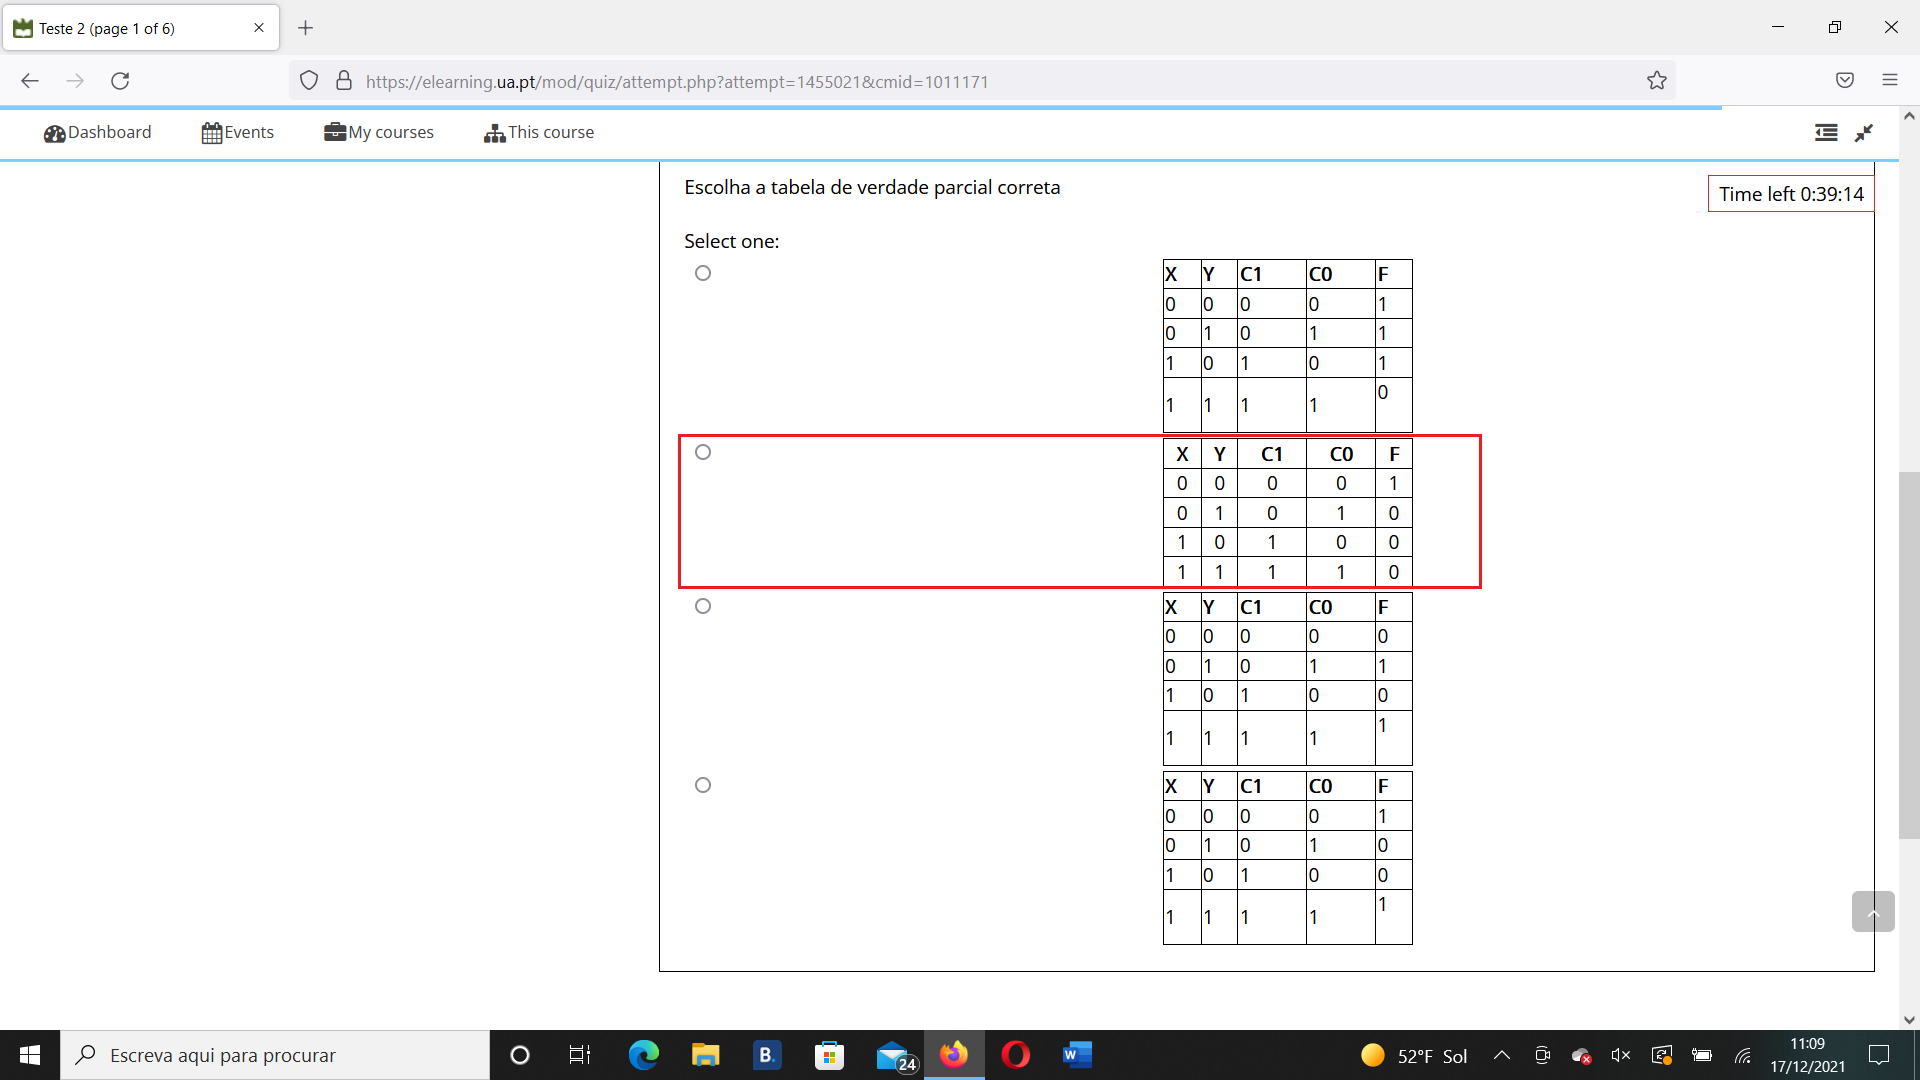 Teste 2 (page 1 of 6)
https://elearning.ua.pt/mod/quiz/attempt.php?attempt=1455021&cmid=1011171
Dashboard Events My courses This course
Escolha a tabela de verdade parcial correta
Time left 0:39:14
Select one:
X Y C1 C0 F
0 0 0 0 1
0 1 0 1 1
1 0 1 0 1
1 1 1 1 0
X Y C1 C0 F
0 0 0 0 1
0 1 0 1 0
1 0 1 0 0
1 1 1 1 0
X Y C1 C0 F
0 0 0 0 0
0 1 0 1 1
1 0 1 0 0
1 1 1 1 1
X Y C1 C0 F
0 0 0 0 1
0 1 0 1 0
1 0 1 0 0
1 1 1 1 1
Escreva aqui para procurar
B.
24
W
52°F Sol
11:09
17/12/2021